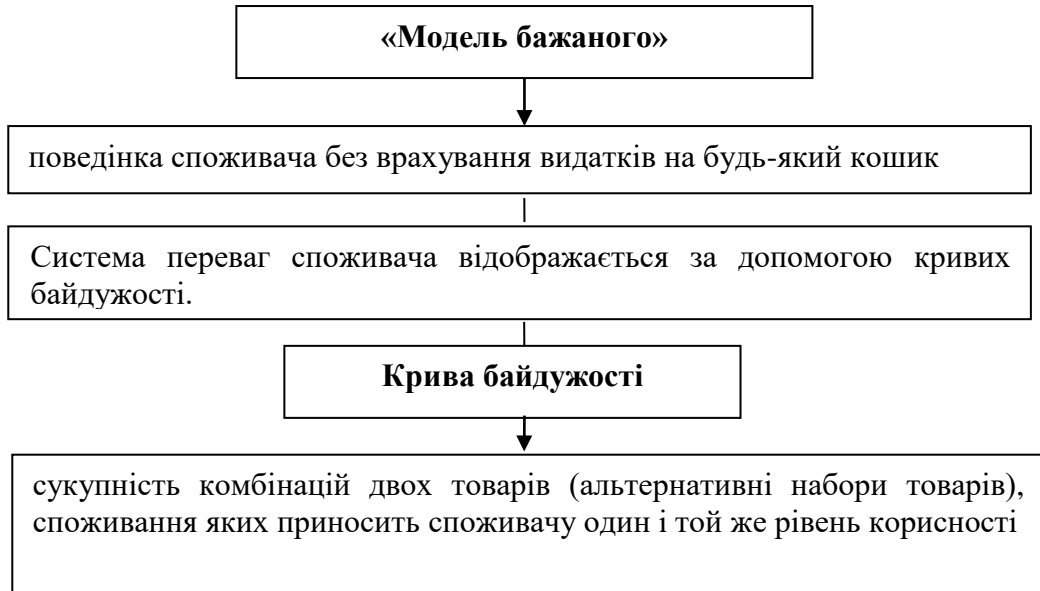 «Модель бажаного»
поведінка споживача без врахування видатків на будь-який кошик
Система переваг споживача відображається за допомогою кривих
байдужості.
Крива байдужості
сукупність комбінацій двох товарів (альтернативні набори товарів),
споживання яких приносить споживачу один і той же рівень корисності